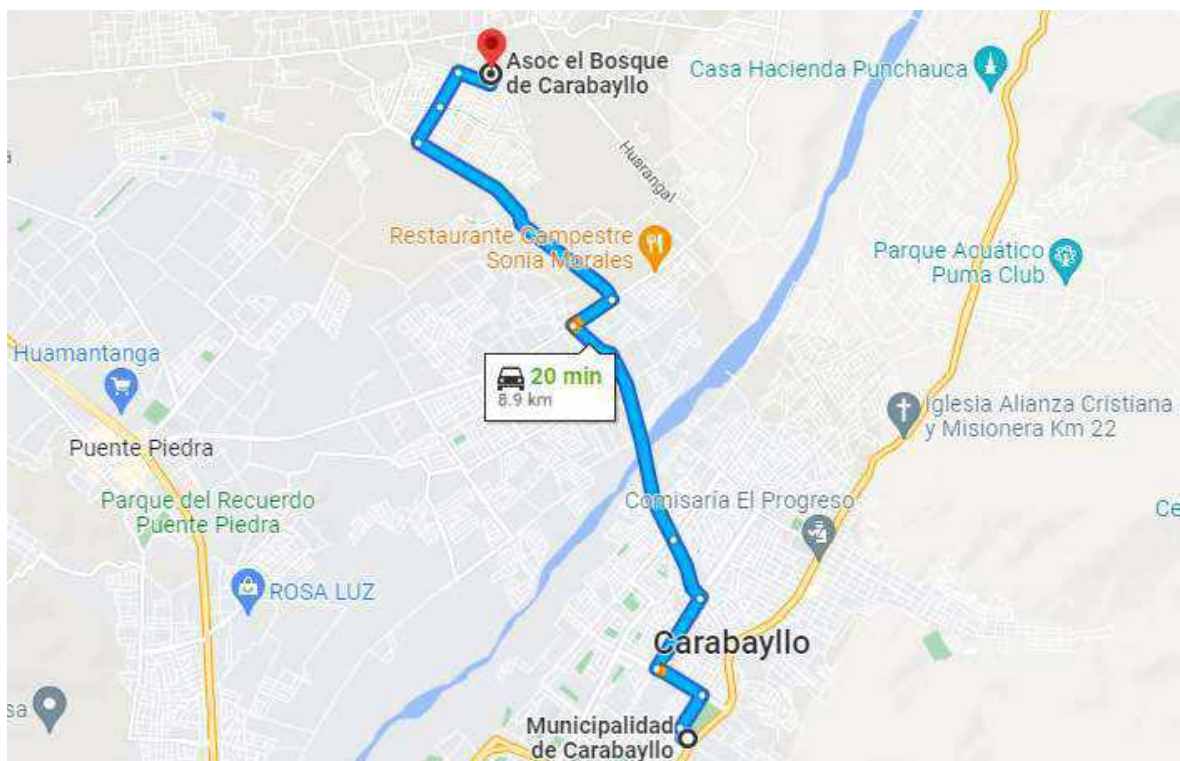 Asoc el Bosque
de Carabayllo
Casa Hacienda Punchauca
Huarangal
Restaurante Campestre
Sonia Morales
Parque Acuático
Puma Club
Huamantanga
20 min
8.9 km
Iglesia Alianza Cristiana
y Misionera Km 22
Puente Piedra
Parque del Recuerdo
Puente Piedra
Comisaría El Progreso
Ce
ROSA LUZ
Carabayllo
sa
Municipalidad
de Carabayllo